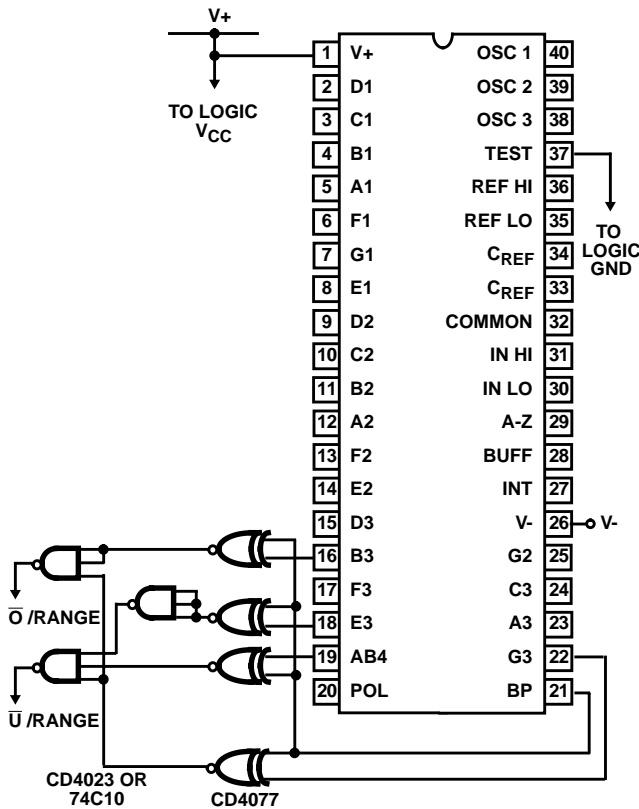 V+
1 V+ OSC 1 40
2 D1 OSC 2 39
TO LOGIC
VCC
3 C1 OSC 3 38
4 B1 TEST 37
5 A1 REF HI 36
6 F1 REF LO 35
TO
LOGIC
GND
7 G1 CREF 34
8 E1 CREF 33
9 D2 COMMON 32
10 C2 IN HI 31
11 B2 IN LO 30
12 A2 A-Z 29
13 F2 BUFF 28
14 E2 INT 27
15 D3 V- 26 V-
16 B3 G2 25
17 F3 C3 24
18 E3 A3 23
19 AB4 G3 22
20 POL BP 21
O̅ /RANGE
U̅ /RANGE
CD4023 OR
74C10
CD4077